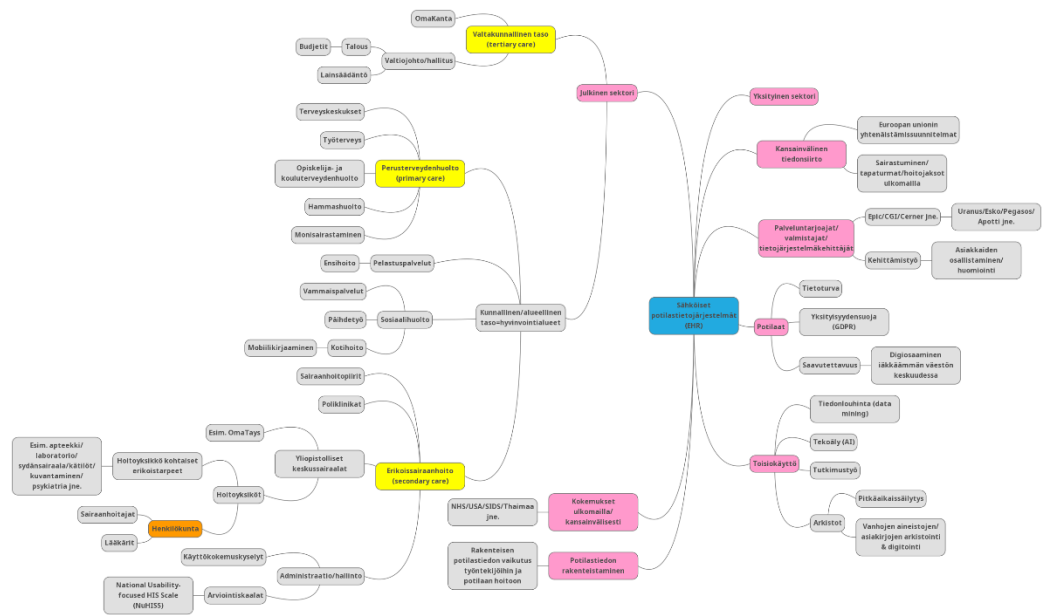 OmaKanta
Valtakunnallinen taso
(tertiary care)
Budjetit
Talous
Valtiojohto/hallitus
Lainsäädäntö
Julkinen sektori
Terveyskeskukset
Työterveys
Opiskelija- ja
kouluterveydenhuolto
Perusterveydenhuolto
(primary care)
Hammashuolto
Monisairastaminen
Ensihoito
Pelastuspalvelut
Vammaispalvelut
Päihdetyö
Sosiaalihuolto
Mobiilikirjaaminen
Kotihoito
Kunnallinen/alueellinen
taso=hyvinvointialueet
Sairaanhoitopiirit
Poliklinikat
Esim. OmaTays
Yliopistolliset
keskussairaalat
Erikoissairaanhoito
(secondary care)
Esim. apteekki/
laboratorio/
sydänsairaala/kätilöt/
kuvantaminen/
psykiatria jne.
Hoitoyksikkö kohtaiset
erikoistarpeet
Hoitoyksiköt
Sairaanhoitajat
Henkilökunta
Lääkärit
Käyttökokemuskyselyt
Administraatio/hallinto
National Usability-
focused HIS Scale
(NuHISS)
Arviointiskaalat
Sähköiset
potilastietojärjestelmät
(EHR)
Yksityinen sektori
Kansainvälinen
tiedonsiirto
Euroopan unionin
yhtenäistämissuunnitelmat
Sairastuminen/
tapaturmat/hoitojaksot
ulkomailla
Palveluntarjoajat/
valmistajat/
tietojärjestelmäkehittäjät
Epic/CGI/Cerner jne.
Uranus/Esko/Pegasos/
Apotti jne.
Kehittämistyö
Asiakkaiden
osallistaminen/
huomiointi
Potilaat
Tietoturva
Yksityisyydensuoja
(GDPR)
Saavutettavuus
Digiosaaminen
iäkkäämmän väestön
keskuudessa
Toisiokäyttö
Tiedonlouhinta (data
mining)
Tekoäly (AI)
Tutkimustyö
Arkistot
Pitkäaikaissäilytys
Vanhojen aineistojen/
asiakirjojen arkistointi
& digitointi
NHS/USA/SIDS/Thaimaa
jne.
Kokemukset
ulkomailla/
kansainvälisesti
Rakenteisen
potilastiedon vaikutus
työntekijöihin ja
potilaan hoitoon
Potilastiedon
rakenteistaminen